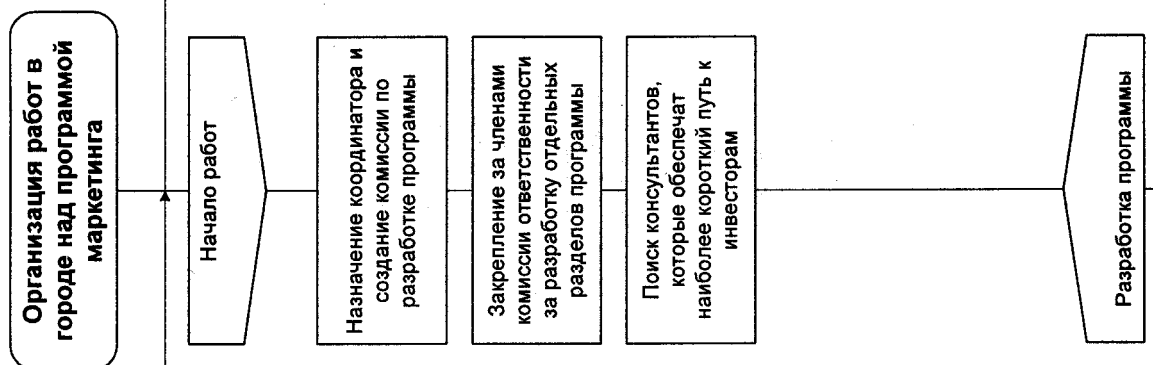 Организация работ в
городе над программой
маркетинга
Начало работ
Назначение координатора и
создание комиссии по
разработке программы
Закрепление за членами
комиссии ответственности
за разработку отдельных
разделов программы
Поиск консультантов,
которые обеспечат
наиболее короткий путь к
инвесторам
Разработка программы